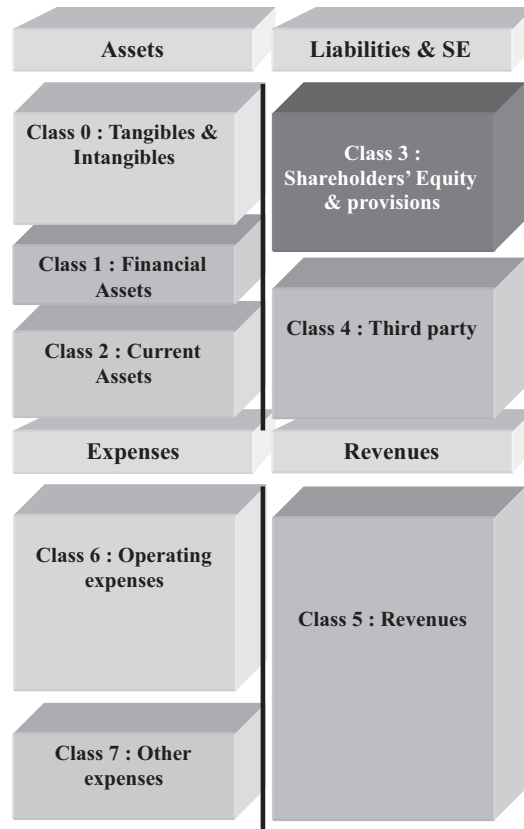 Assets
Liabilities & SE
Class 0 : Tangibles &
Intangibles
Class 1 : Financial
Assets
Class 2 : Current
Assets
Class 3 :
Shareholders’ Equity
& provisions
Class 4 : Third party
Expenses
Revenues
Class 6 : Operating
expenses
Class 7 : Other
expenses
Class 5 : Revenues